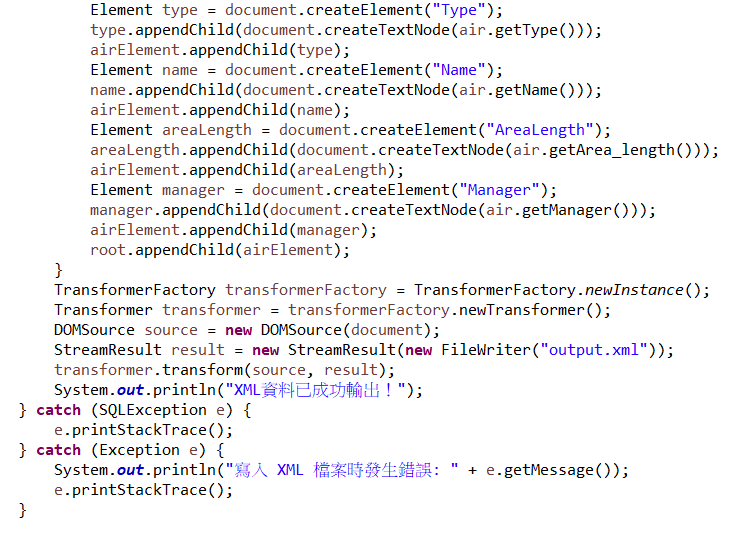 Element type = document.createElement("Type");
type.appendChild(document.createTextNode(air.getType()));
airElement.appendChild(type);
Element name = document.createElement("Name");
name.appendChild(document.createTextNode(air.getName()));
airElement.appendChild(name);
Element areaLength = document.createElement("AreaLength");
areaLength.appendChild(document.createTextNode(air.getArea_length()));
airElement.appendChild(areaLength);
Element manager = document.createElement("Manager");
manager.appendChild(document.createTextNode(air.getManager()));
airElement.appendChild(manager);
root.appendChild(airElement);
}
TransformerFactory transformerFactory = TransformerFactory.newInstance();
Transformer transformer = transformerFactory.newTransformer();
DOMSource source = new DOMSource(document);
StreamResult result = new StreamResult(new FileWriter("output.xml"));
transformer.transform(source, result);
System.out.println("XML資料已成功輸出！");
} catch (SQLException e) {
e.printStackTrace();
} catch (Exception e) {
System.out.println("寫入 XML 檔案時發生錯誤: " + e.getMessage());
e.printStackTrace();
}